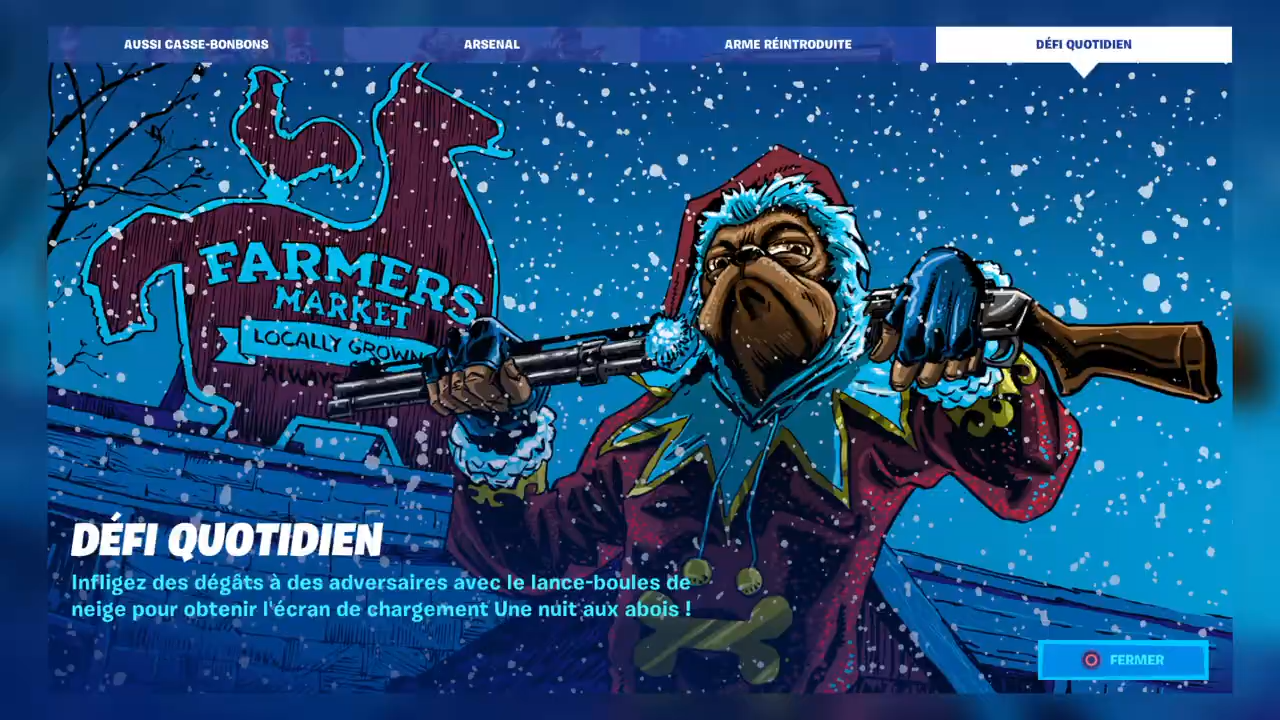 AUSSI CASSE-BONBONS
ARSENAL
ARME RÉINTRODUITE
DÉFI QUOTIDIEN
FARMERS
MARKET
LOCALLY GROWN
DÉFI QUOTIDIEN
Infligez des dégâts à des adversaires avec le lance-boules de
neige pour obtenir l'écran de chargement Une nuit aux abois !
FERMER